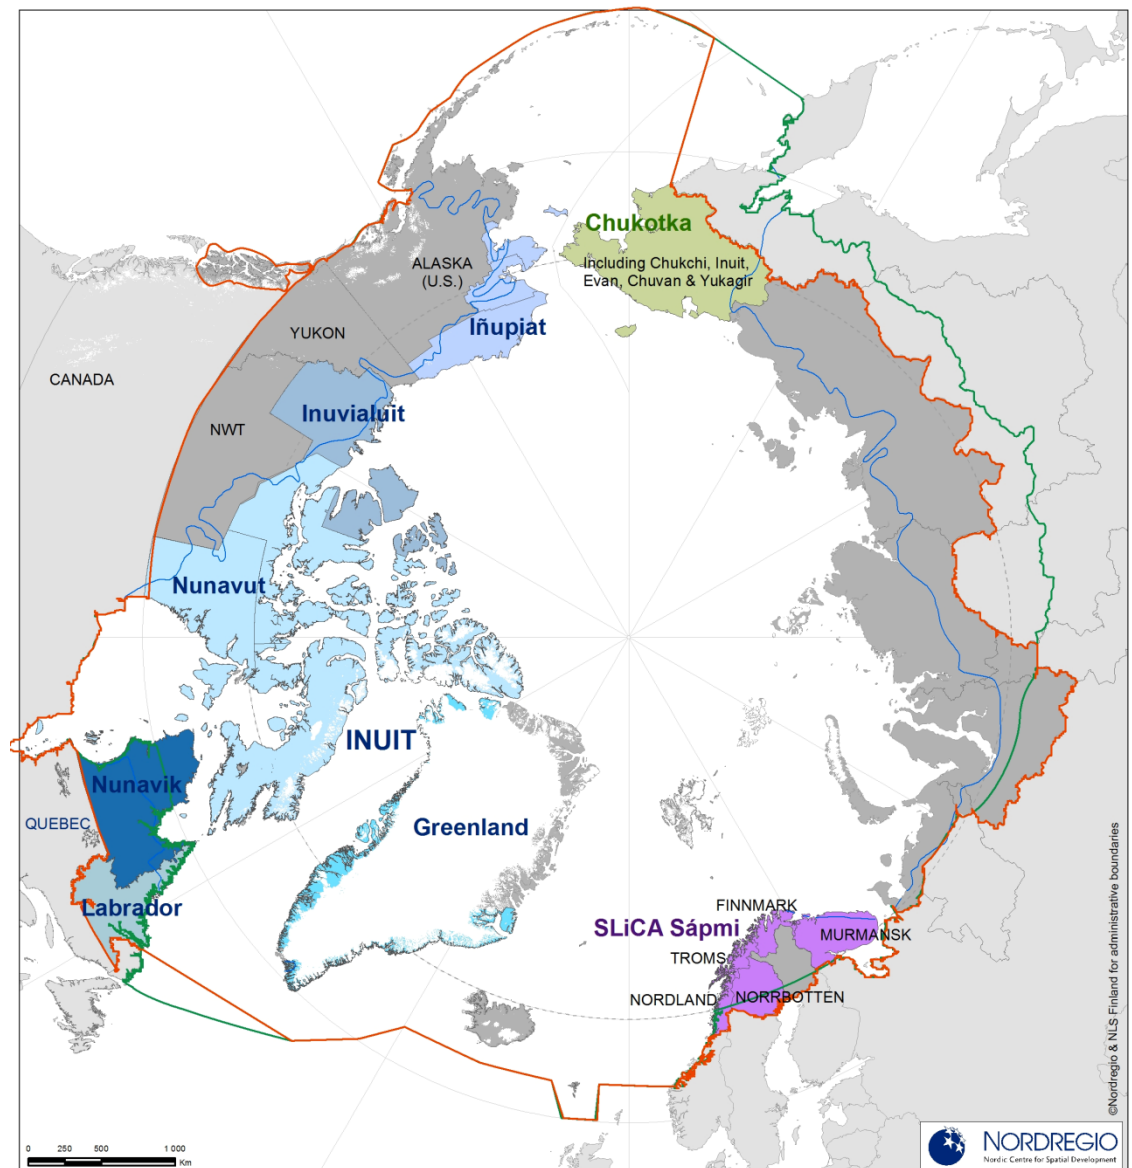 Chukotka
including Chukchi, Inuit,
Evan, Chuvan & Yukagir
ALASKA
(U.S.)
Iñupiat
YUKON
CANADA
Inuvialuit
NWT
Nunavut
INUIT
Nunavik
QUEBEC
Greenland
Labrador
FINNMARK
SLiCA Sápmi
MURMANSK
TROMS
NORDLAND
NORRBOTTEN
©Nordregio & NLS Finland for administrative boundaries
0 250 500 1 000
Km
NORDREGIO
Nordic Centre for Spatial Development